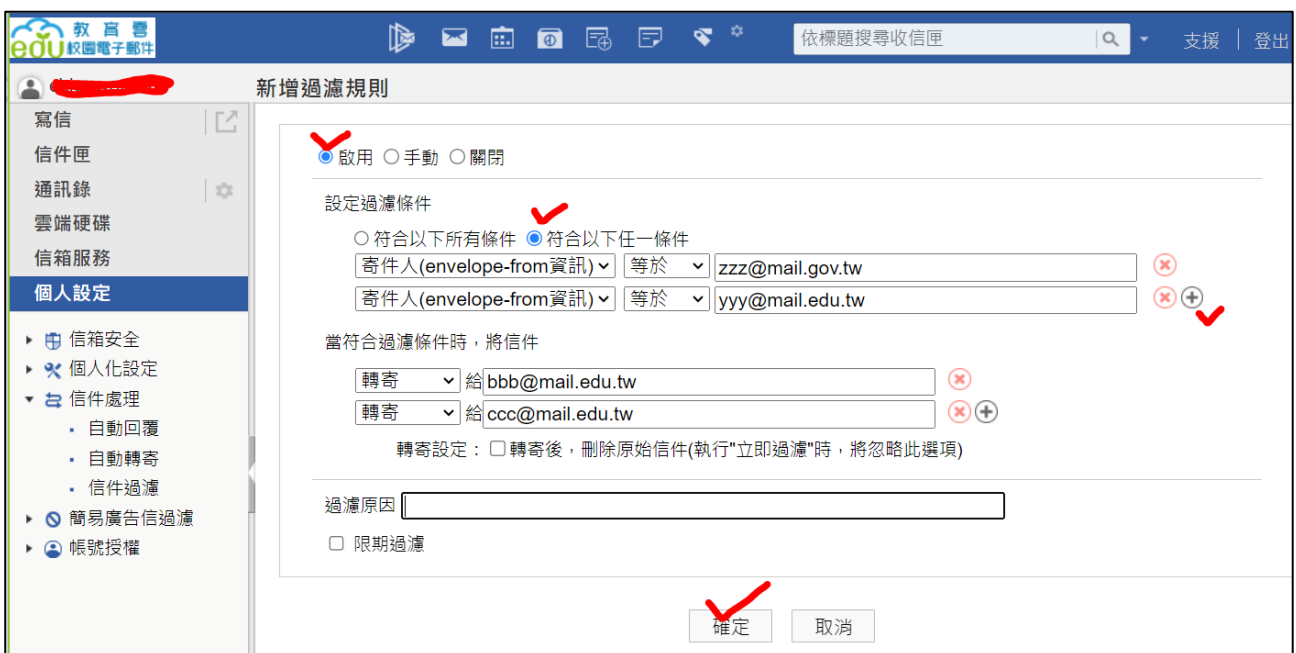 教育雲
edu校園電子郵件
依標題搜尋收信匣
支援
登出
新增過濾規則
寫信
信件匣
通訊錄
雲端硬碟
信箱服務
個人設定
信箱安全
個人化設定
信件處理
自動回覆
自動轉寄
信件過濾
簡易廣告信過濾
帳號授權
啟用 手動 關閉
設定過濾條件
符合以下所有條件 符合以下任一條件
寄件人(envelope-from資訊) 等於 zzz@mail.gov.tw
寄件人(envelope-from資訊) 等於 yyy@mail.edu.tw
當符合過濾條件時，將信件
轉寄 給 bbb@mail.edu.tw
轉寄 給 ccc@mail.edu.tw
轉寄設定： 轉寄後，刪除原始信件(執行"立即過濾"時，將忽略此選項)
過濾原因
限期過濾
確定 取消